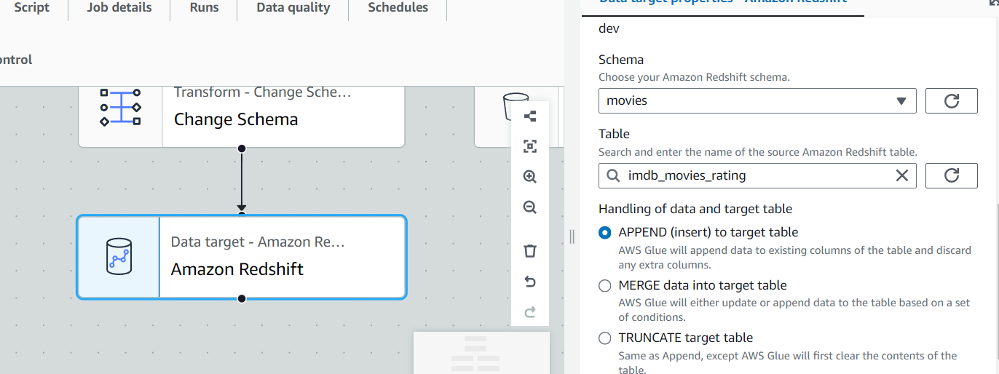 Script
Job details
Runs
Data quality
Schedules
ontrol
Transform - Change Sche...
Change Schema
Data target - Amazon Re...
Amazon Redshift
Data target properties - Amazon Redshift
dev
Schema
Choose your Amazon Redshift schema.
movies
Table
Search and enter the name of the source Amazon Redshift table.
imdb_movies_rating
Handling of data and target table
APPEND (insert) to target table
AWS Glue will append data to existing columns of the table and discard
any extra columns.
MERGE data into target table
AWS Glue will either update or append data to the table based on a set
of conditions.
TRUNCATE target table
Same as Append, except AWS Glue will first clear the contents of the
table.